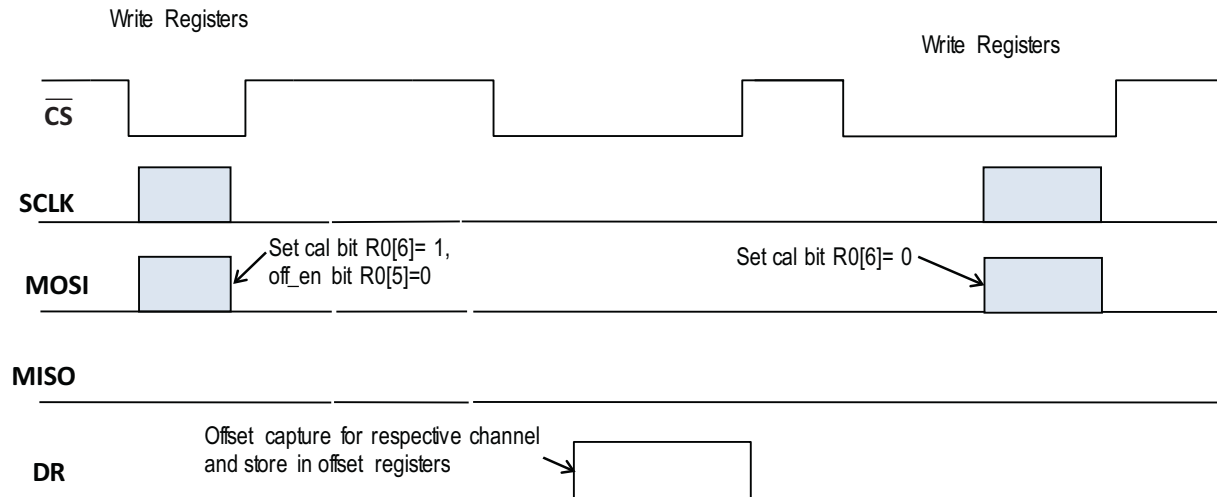 Write Registers
Write Registers
CS
SCLK
Set cal bit R0[6]= 1,
off_en bit R0[5]=0
Set cal bit R0[6]= 0
MOSI
MISO
Offset capture for respective channel
and store in offset registers
DR